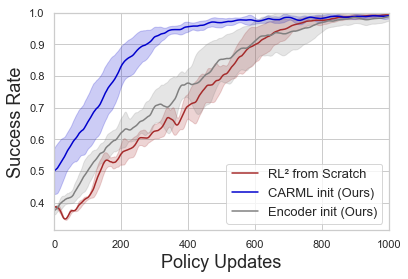 1.0
0.9
0.8
0.7
0.6
0.5
0.4
Success Rate
RL² from Scratch
CARML init (Ours)
Encoder init (Ours)
0 200 400 600 800 1000
Policy Updates